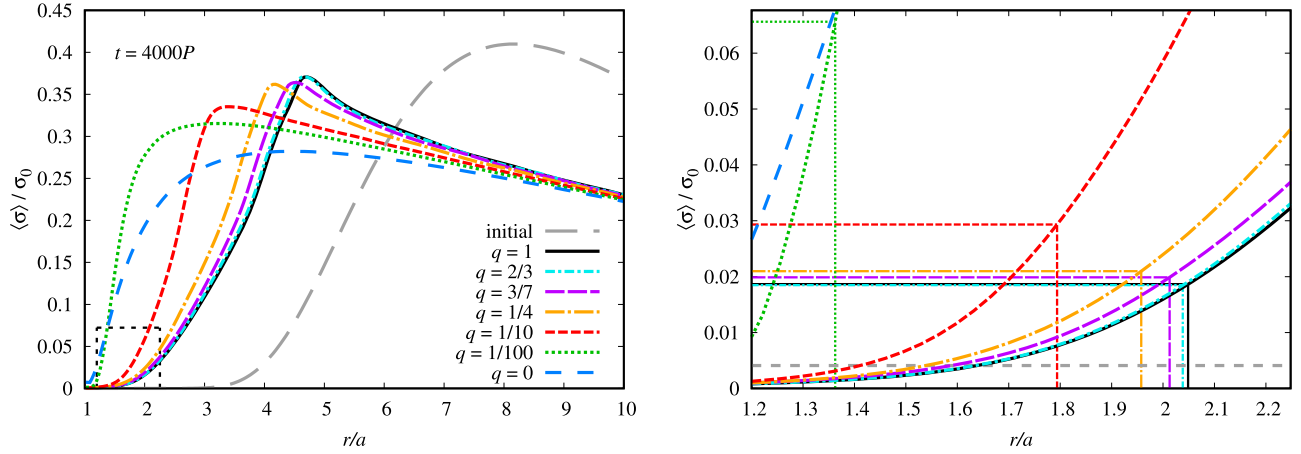 t = 4000P
⟨σ⟩ / σ0
0.45
0.4
0.35
0.3
0.25
0.2
0.15
0.1
0.05
0
initial
q = 1
q = 2/3
q = 3/7
q = 1/4
q = 1/10
q = 1/100
q = 0
1 2 3 4 5 6 7 8 9 10
r/a
⟨σ⟩ / σ0
0.06
0.05
0.04
0.03
0.02
0.01
0
1.2 1.3 1.4 1.5 1.6 1.7 1.8 1.9 2 2.1 2.2
r/a